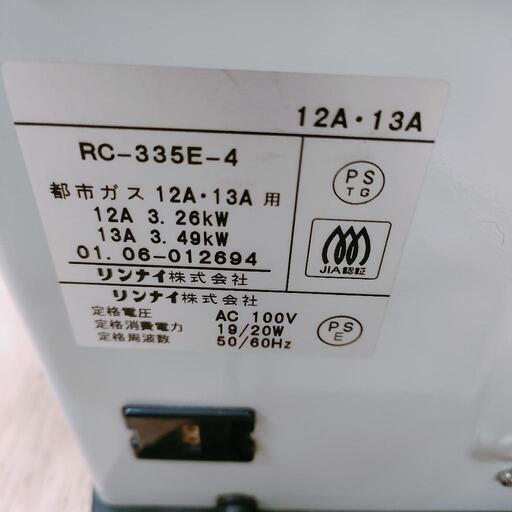 12A・13A
RC-335E-4
都市ガス 12A・13A 用
12A 3.26kW
13A 3.49kW
01.06-012694
リンナイ株式会社
PS
TG
JIA認証
リンナイ株式会社
定格電圧 AC 100V
定格消費電力 19/20W
定格周波数 50/60Hz
PS
E